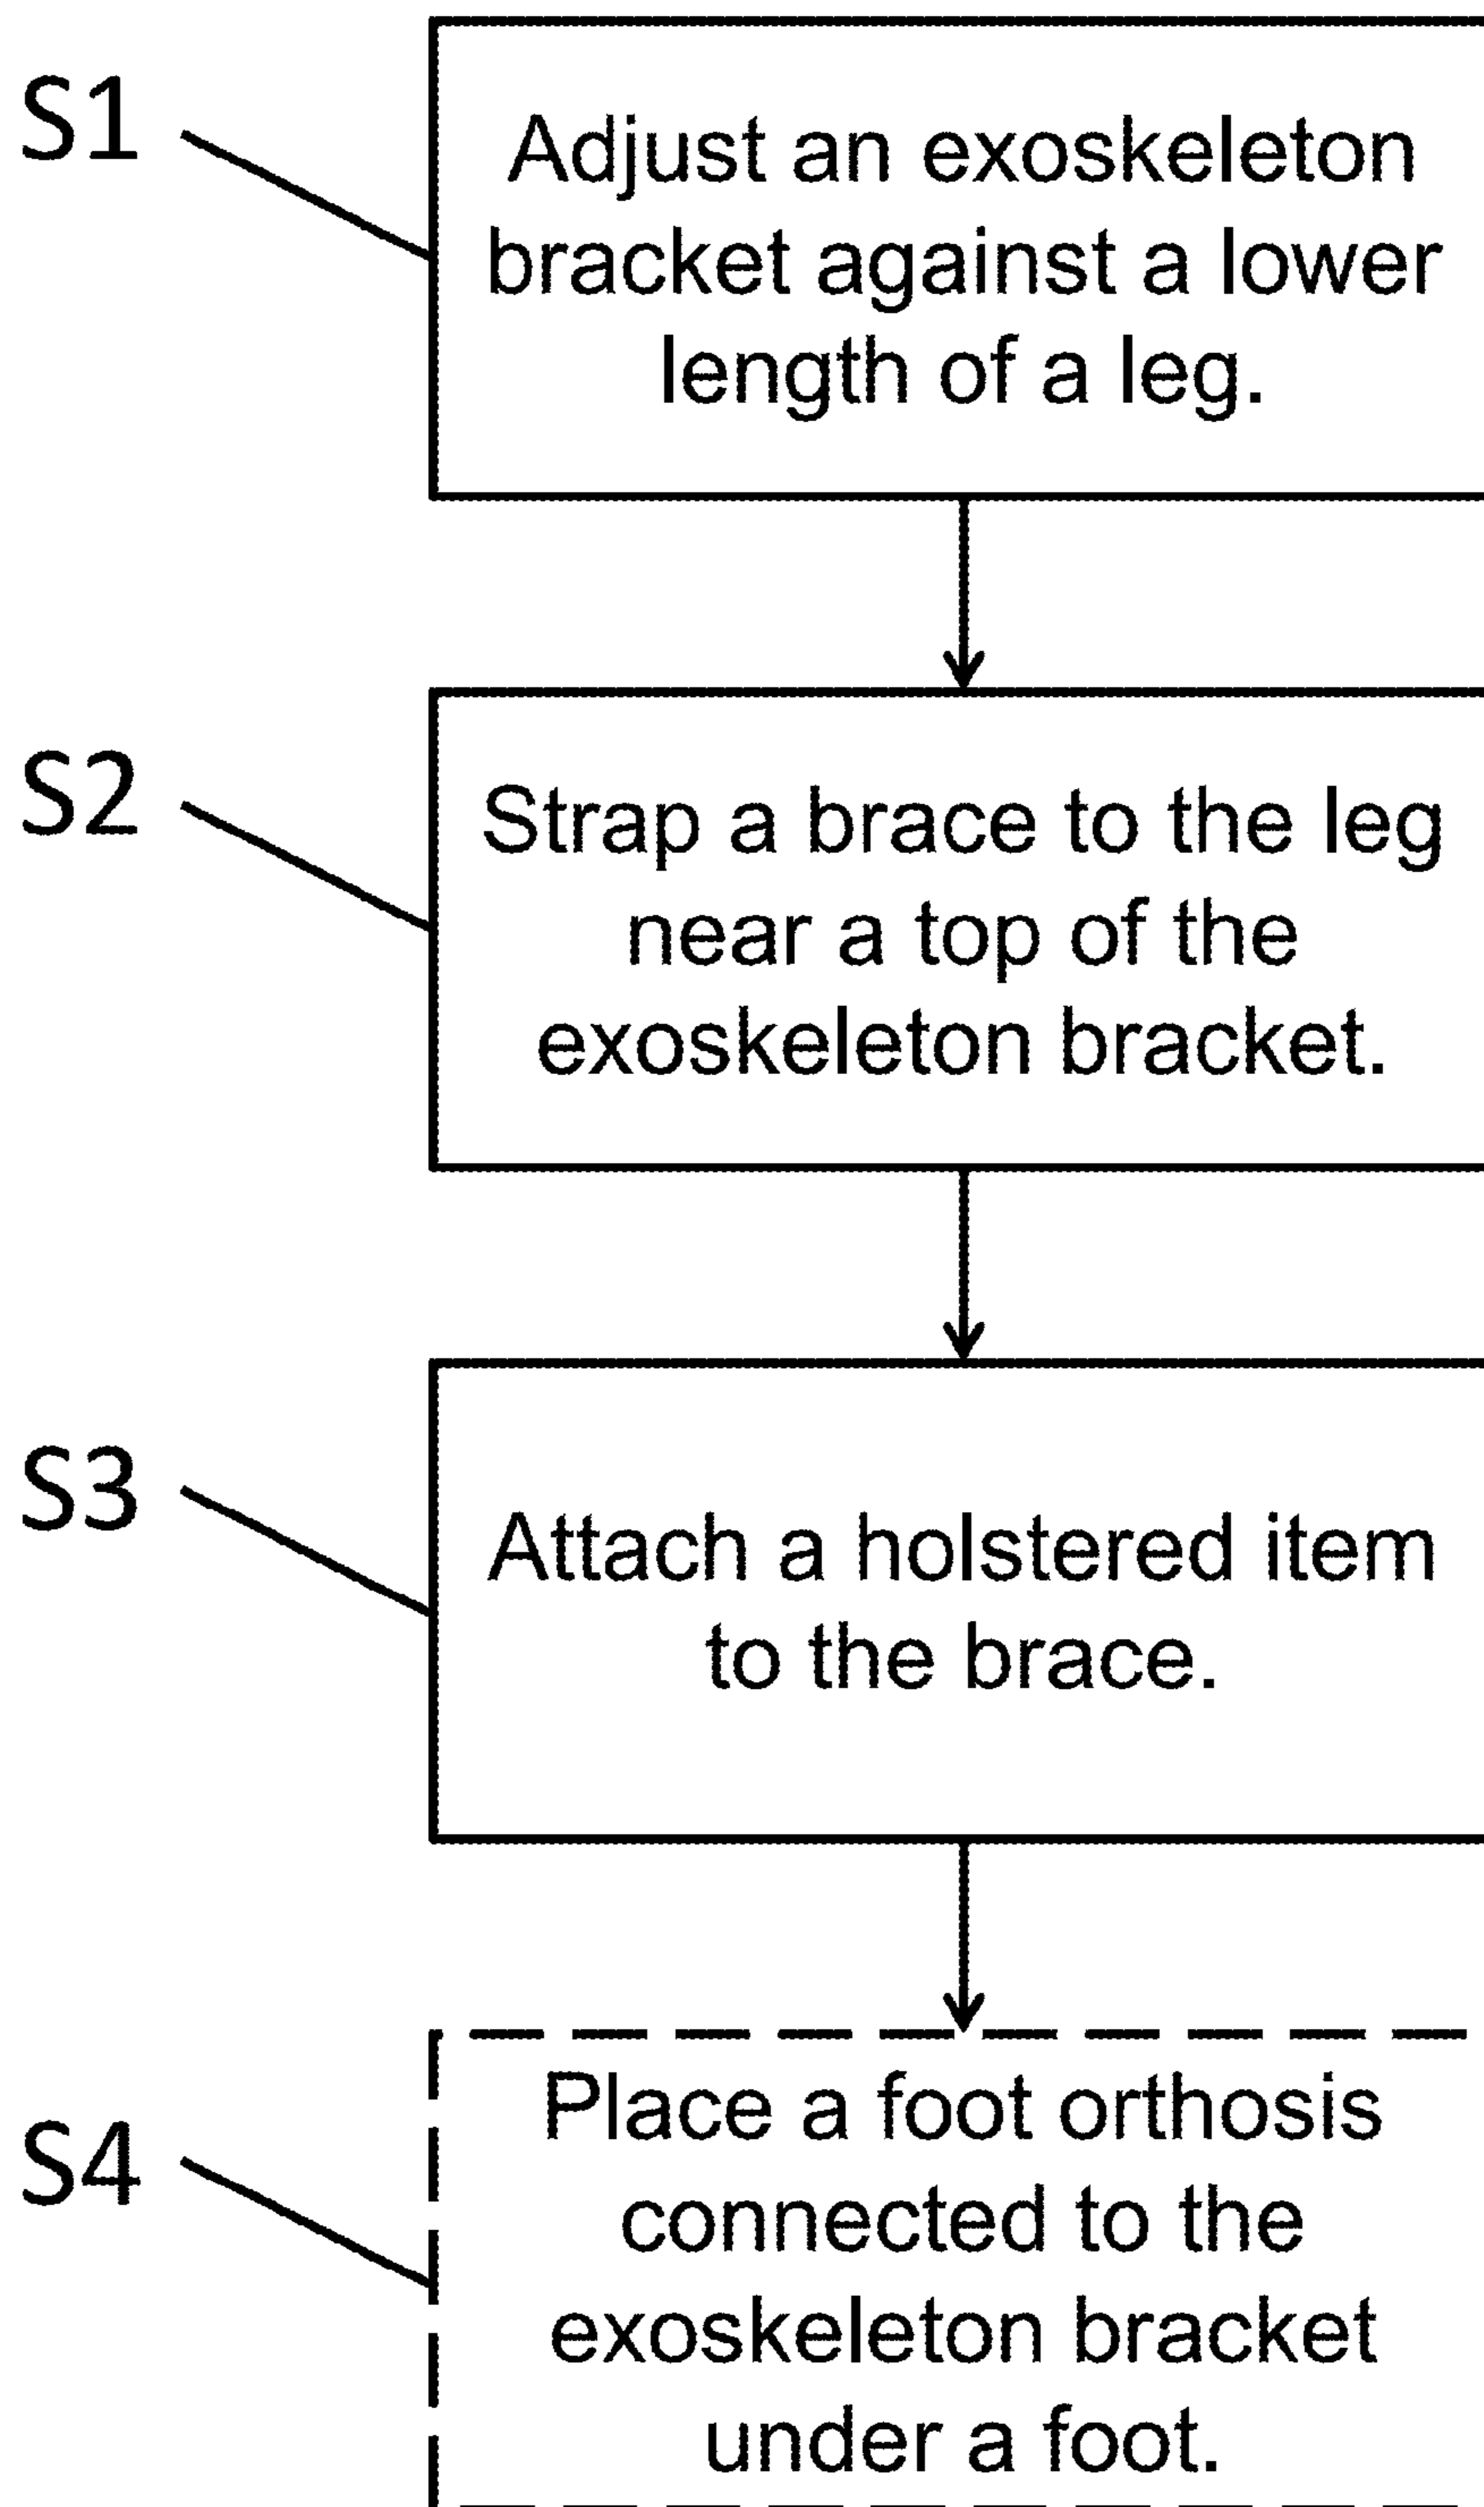 S1
Adjust an exoskeleton
bracket against a lower
length of a leg.
S2
Strap a brace to the leg
near a top of the
exoskeleton bracket.
S3
Attach a holstered item
to the brace.
S4
Place a foot orthosis
connected to the
exoskeleton bracket
under a foot.